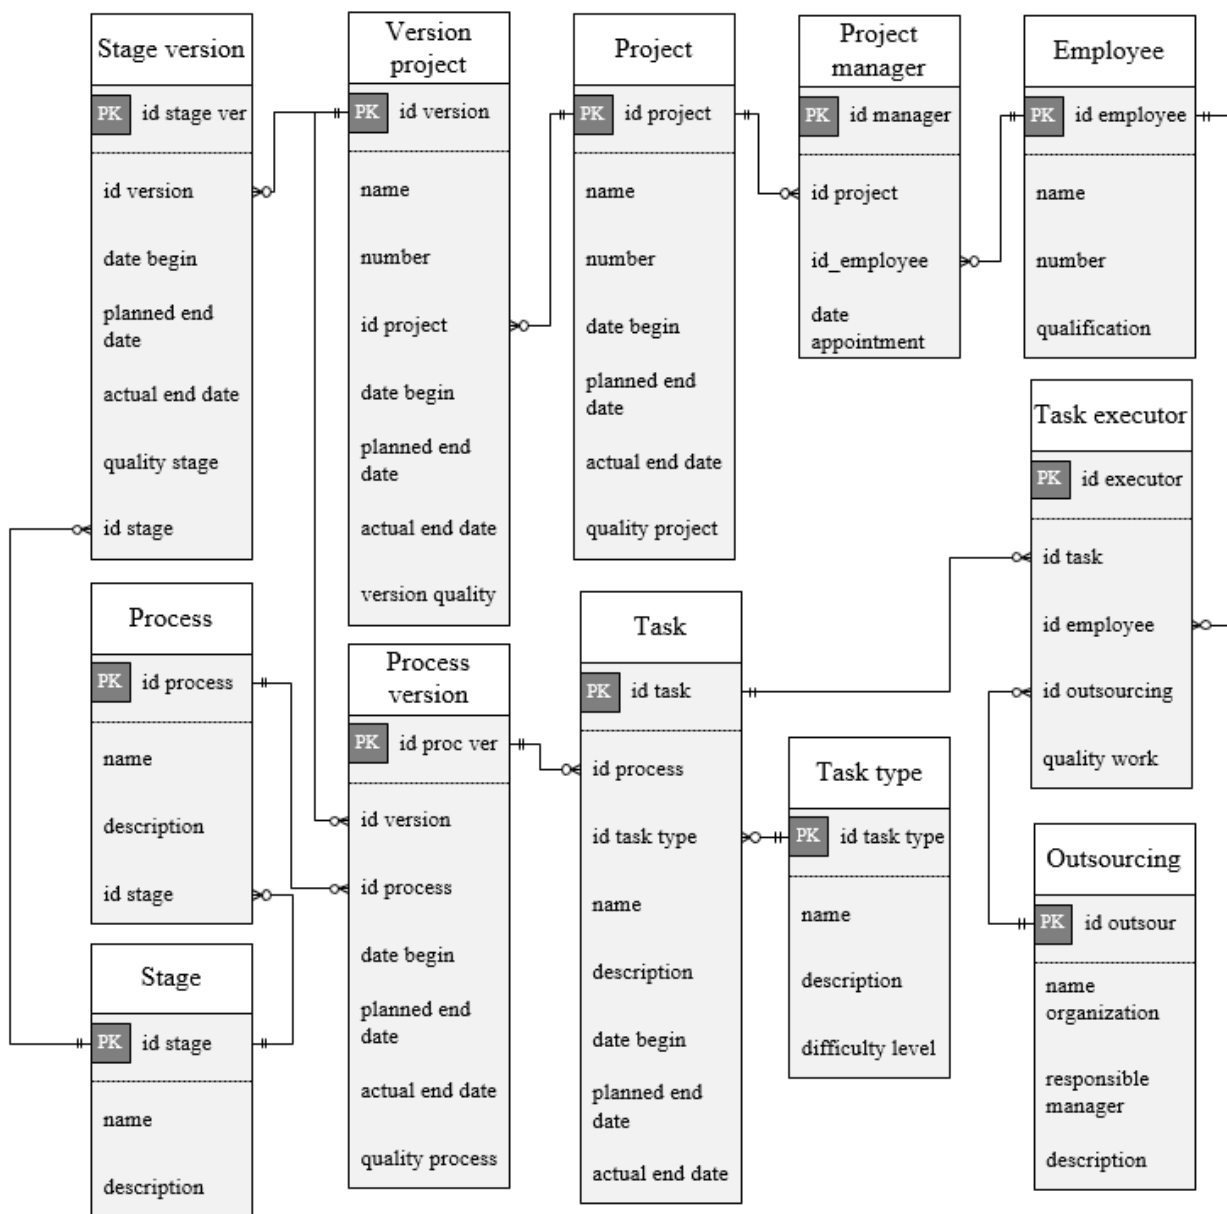 Stage version
PK id stage ver
id version
date begin
planned end
date
actual end date
quality stage
id stage
Version
project
PK id version
name
number
id project
date begin
planned end
date
actual end date
version quality
Project
PK id project
name
number
date begin
planned end
date
actual end date
quality project
Project
manager
PK id manager
id project
id_employee
date
appointment
Employee
PK id employee
name
number
qualification
Task executor
PK id executor
id task
id employee
id outsourcing
quality work
Process
PK id process
name
description
id stage
Process
version
PK id proc ver
id version
id process
date begin
planned end
date
actual end date
quality process
Task
PK id task
id process
id task type
name
description
date begin
planned end
date
actual end date
Task type
PK id task type
name
description
difficulty level
Outsourcing
PK id outsour
name
organization
responsible
manager
description
Stage
PK id stage
name
description